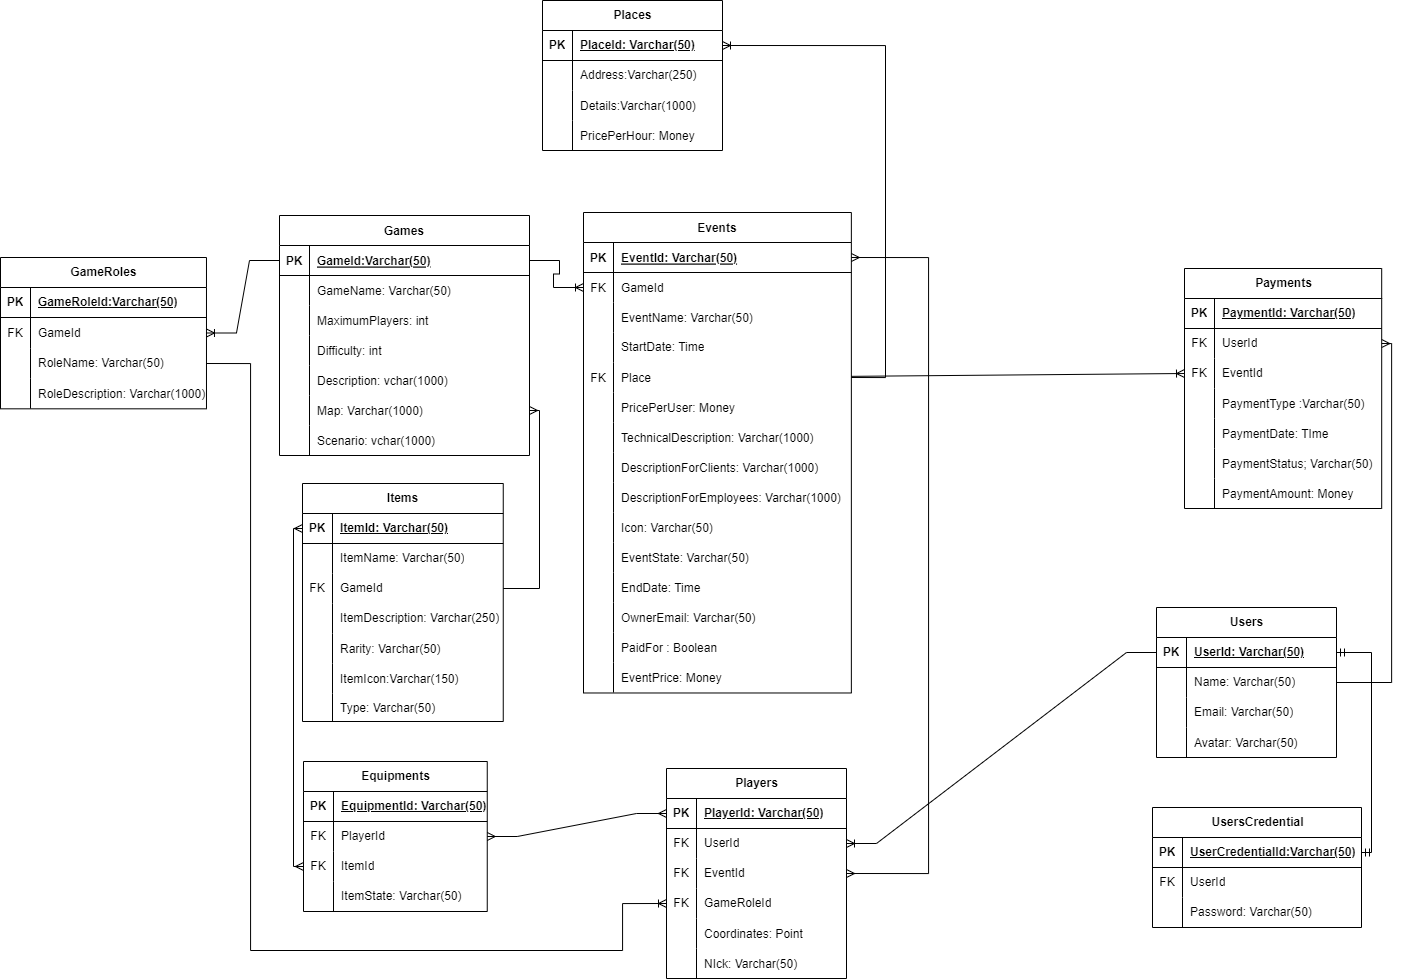 Places
PK PlaceId: Varchar(50)
Address:Varchar(250)
Details:Varchar(1000)
PricePerHour: Money
GameRoles
PK GameRoleId:Varchar(50)
FK GameId
RoleName: Varchar(50)
RoleDescription: Varchar(1000)
Games
PK GameId:Varchar(50)
GameName: Varchar(50)
MaximumPlayers: int
Difficulty: int
Description: vchar(1000)
Map: Varchar(1000)
Scenario: vchar(1000)
Events
PK EventId: Varchar(50)
FK GameId
EventName: Varchar(50)
StartDate: Time
FK Place
PricePerUser: Money
TechnicalDescription: Varchar(1000)
DescriptionForClients: Varchar(1000)
DescriptionForEmployees: Varchar(1000)
Icon: Varchar(50)
EventState: Varchar(50)
EndDate: Time
OwnerEmail: Varchar(50)
PaidFor : Boolean
EventPrice: Money
Payments
PK PaymentId: Varchar(50)
FK UserId
FK EventId
PaymentType :Varchar(50)
PaymentDate: TIme
PaymentStatus; Varchar(50)
PaymentAmount: Money
Items
PK ItemId: Varchar(50)
ItemName: Varchar(50)
FK GameId
ItemDescription: Varchar(250)
Rarity: Varchar(50)
ItemIcon:Varchar(150)
Type: Varchar(50)
Users
PK UserId: Varchar(50)
Name: Varchar(50)
Email: Varchar(50)
Avatar: Varchar(50)
Equipments
PK EquipmentId: Varchar(50)
FK PlayerId
FK ItemId
ItemState: Varchar(50)
Players
PK PlayerId: Varchar(50)
FK UserId
FK EventId
FK GameRoleId
Coordinates: Point
NIck: Varchar(50)
UsersCredential
PK UserCredentialId:Varchar(50)
FK UserId
Password: Varchar(50)